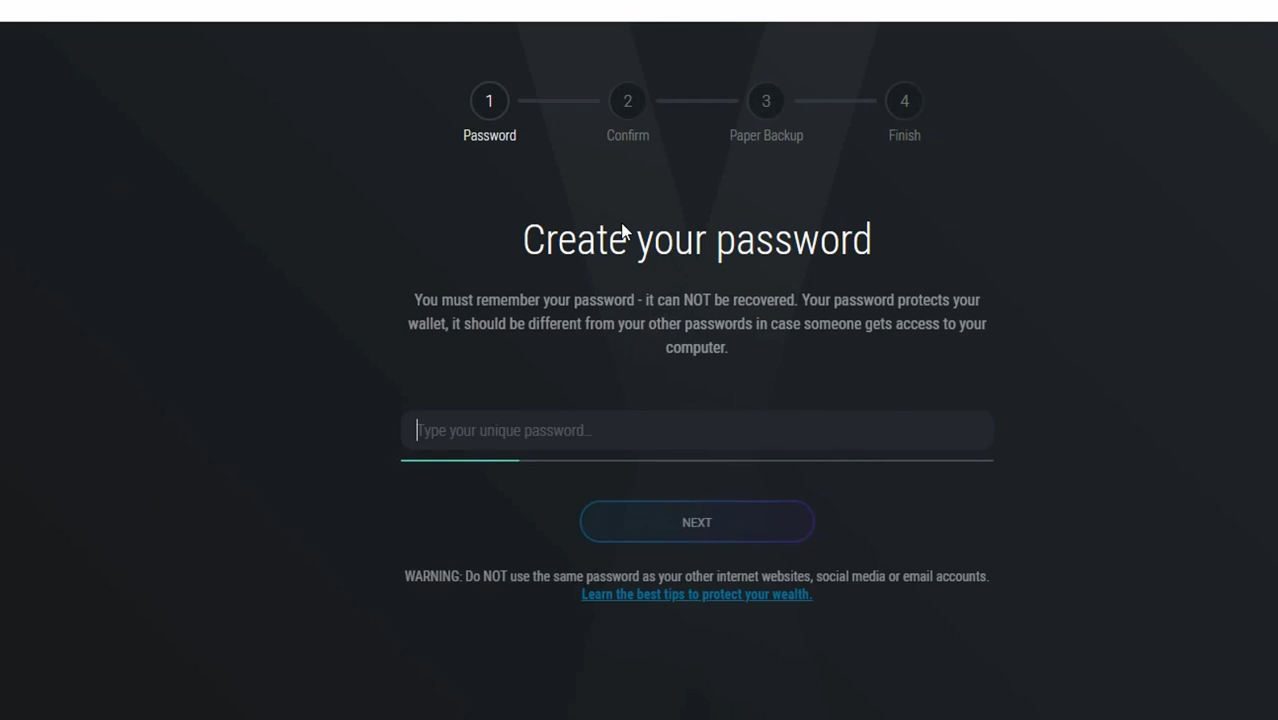 1 2 3 4
Password Confirm Paper Backup Finish
Create your password
You must remember your password - it can NOT be recovered. Your password protects your
wallet, it should be different from your other passwords in case someone gets access to your
computer.
Type your unique password...
NEXT
WARNING: Do NOT use the same password as your other internet websites, social media or email accounts.
Learn the best tips to protect your wealth.